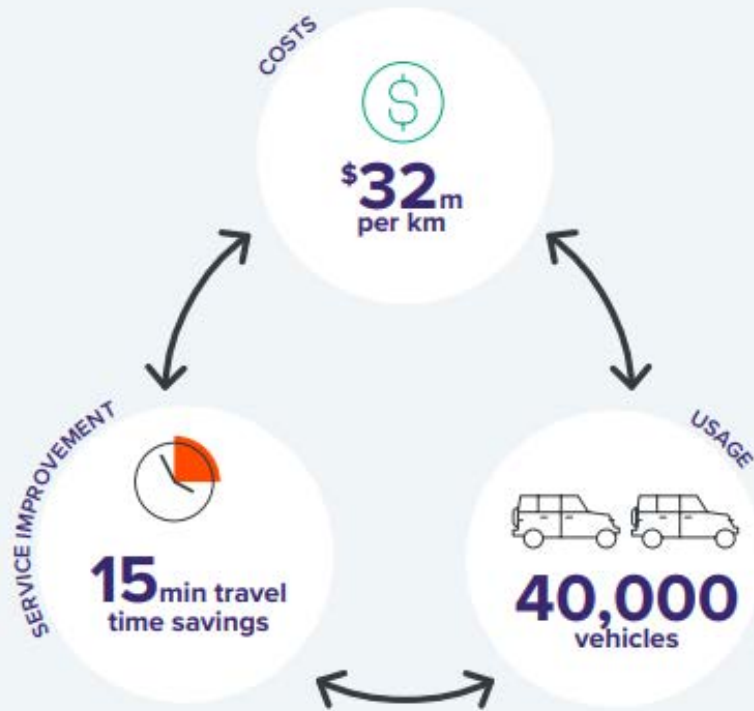 COSTS
$32m
per km
SERVICE IMPROVEMENT
15min travel
time savings
USAGE
40,000
vehicles